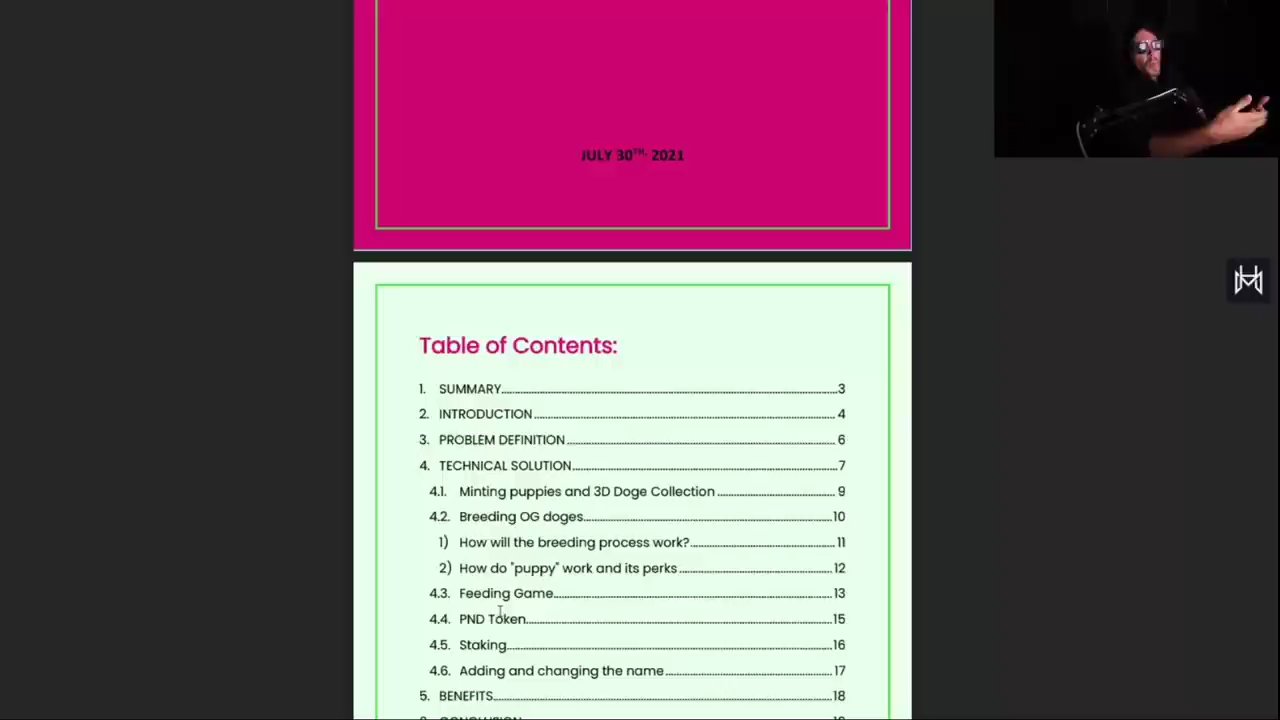 JULY 30TH, 2021
Table of Contents:
1. SUMMARY 3
2. INTRODUCTION 4
3. PROBLEM DEFINITION 6
4. TECHNICAL SOLUTION 7
4.1. Minting puppies and 3D Doge Collection 9
4.2. Breeding OG doges 10
1) How will the breeding process work? 11
2) How do "puppy" work and its perks 12
4.3. Feeding Game 13
4.4. PND Token 15
4.5. Staking 16
4.6. Adding and changing the name 17
5. BENEFITS 18
CONCLUSION